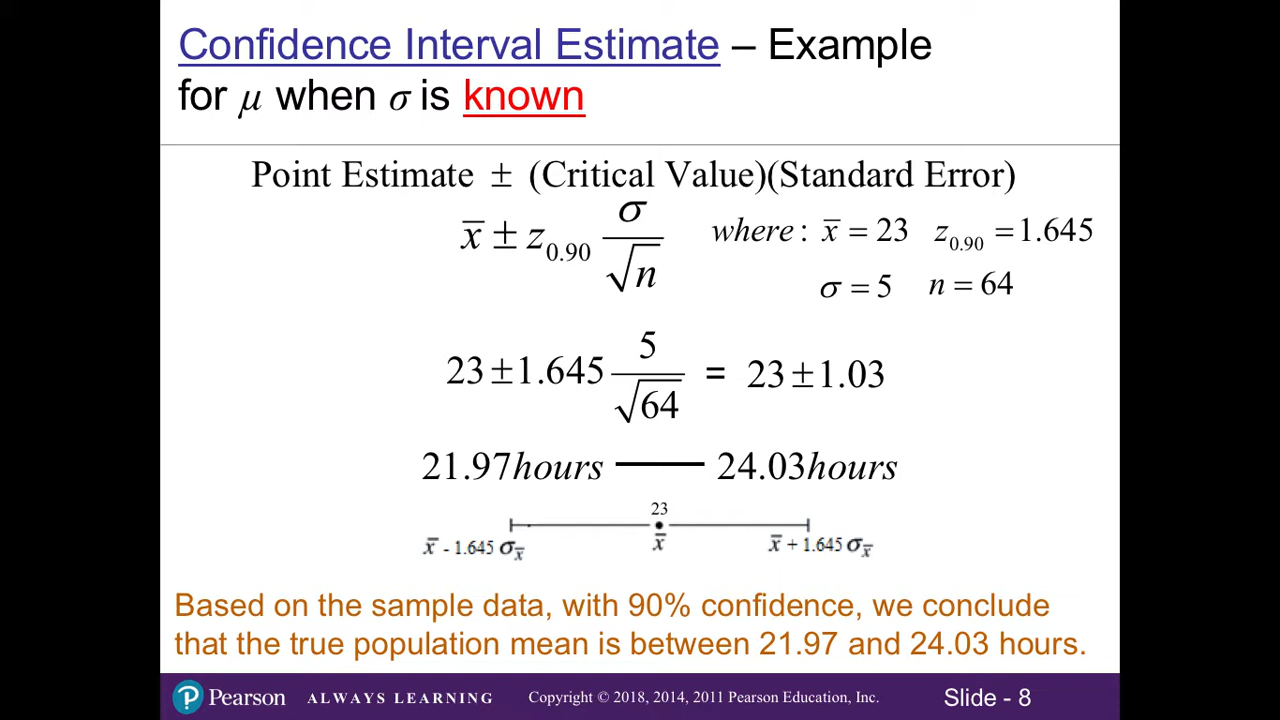 Confidence Interval Estimate – Example
for μ when σ is known
Point Estimate ± (Critical Value)(Standard Error)
x̄ ± z0.90 σ/√n where: x̄ = 23 z0.90 = 1.645
σ = 5 n = 64
23 ± 1.645 5/√64 = 23 ± 1.03
21.97 hours — 24.03 hours
23
x̄ - 1.645 σx̄ x̄ x̄ + 1.645 σx̄
Based on the sample data, with 90% confidence, we conclude
that the true population mean is between 21.97 and 24.03 hours.
P Pearson ALWAYS LEARNING Copyright © 2018, 2014, 2011 Pearson Education, Inc. Slide - 8